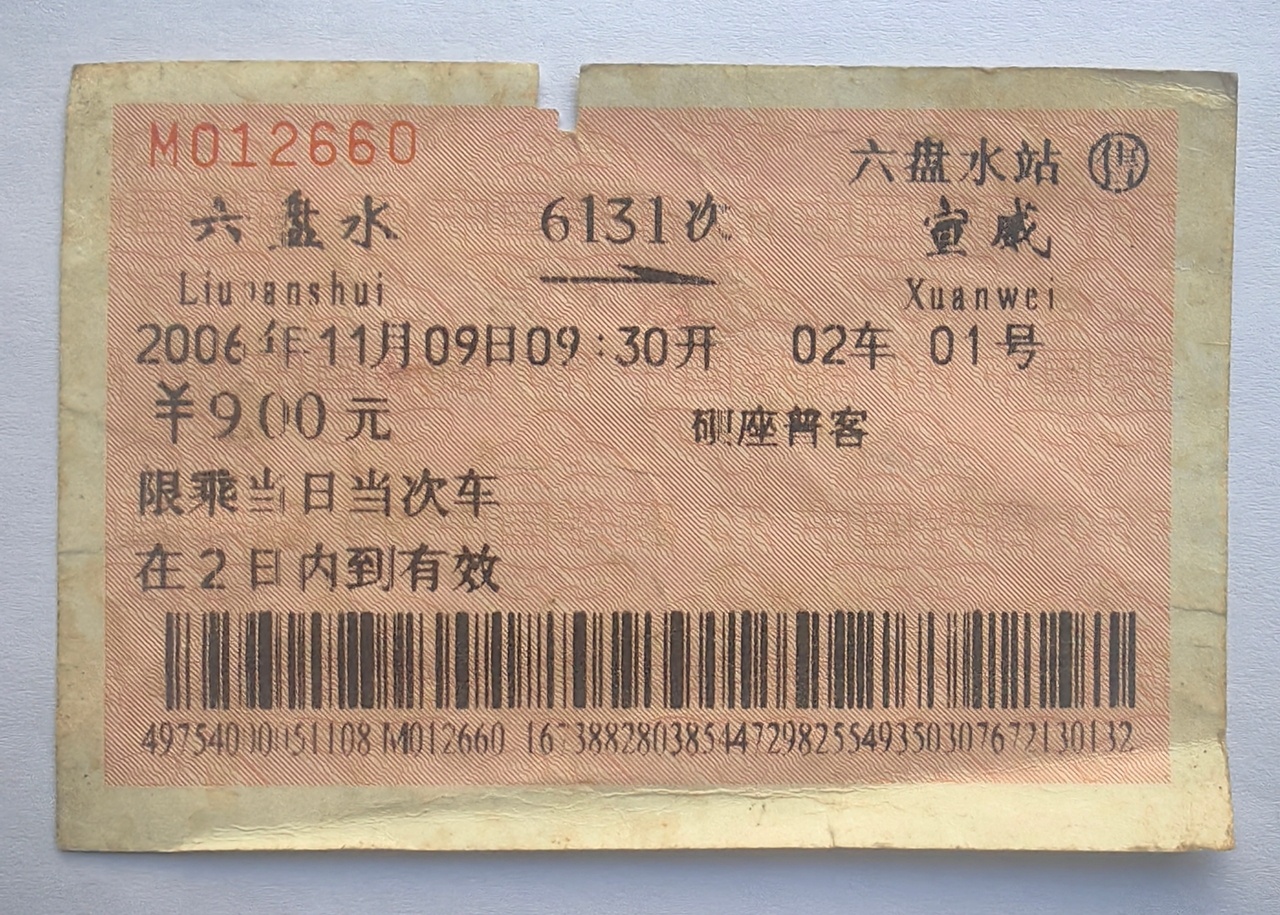 M012660 六盘水站 售
六盘水 6131次 宣威
Liupanshui Xuanwei
2006年11月09日09:30开 02车 01号
¥900元 硬座普客
限乘当日当次车
在2日内到有效
M012660